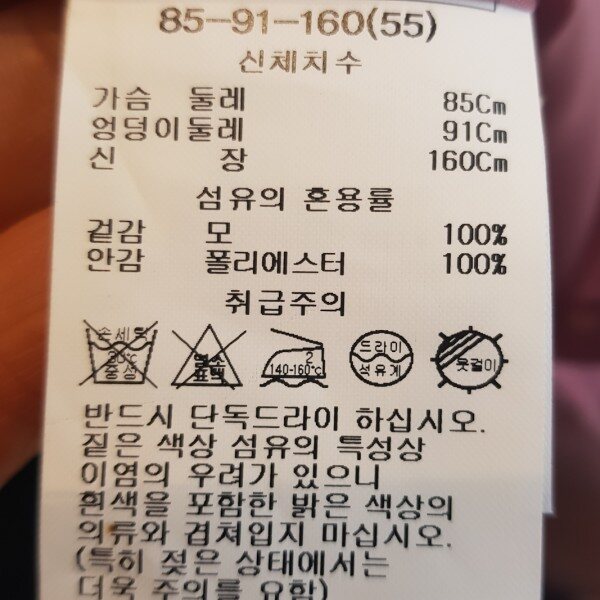 85-91-160(55)
신체치수
가슴 둘레 85Cm
엉덩이둘레 91Cm
신 장 160Cm
섬유의 혼용률
겉감 모 100%
안감 폴리에스터 100%
취급주의
손세탁 30℃ 중성
염소 표백
2 140-160℃
드라이 석유계
옷걸이
반드시 단독드라이 하십시오.
짙은 색상 섬유의 특성상
이염의 우려가 있으니
흰색을 포함한 밝은 색상의
의류와 겹쳐입지 마십시오.
(특히 젖은 상태에서는
더욱 주의를 요함)